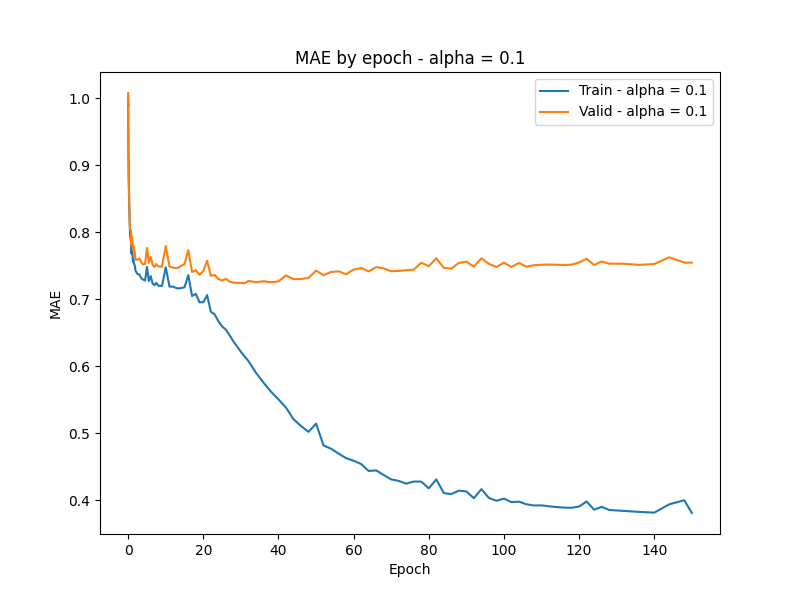 MAE by epoch - alpha = 0.1
Train - alpha = 0.1
Valid - alpha = 0.1
MAE
1.0
0.9
0.8
0.7
0.6
0.5
0.4
0 20 40 60 80 100 120 140
Epoch